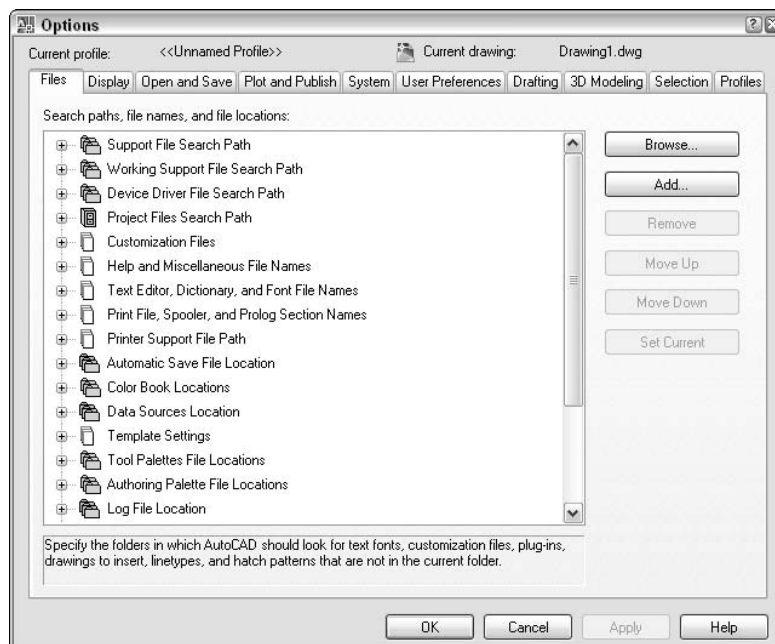 Options
Current profile: <<Unnamed Profile>> Current drawing: Drawing1.dwg
Files Display Open and Save Plot and Publish System User Preferences Drafting 3D Modeling Selection Profiles
Search paths, file names, and file locations:
Support File Search Path
Working Support File Search Path
Device Driver File Search Path
Project Files Search Path
Customization Files
Help and Miscellaneous File Names
Text Editor, Dictionary, and Font File Names
Print File, Spooler, and Prolog Section Names
Printer Support File Path
Automatic Save File Location
Color Book Locations
Data Sources Location
Template Settings
Tool Palettes File Locations
Authoring Palette File Locations
Log File Location
Browse...
Add...
Remove
Move Up
Move Down
Set Current
Specify the folders in which AutoCAD should look for text fonts, customization files, plug-ins,
drawings to insert, linetypes, and hatch patterns that are not in the current folder.
OK Cancel Apply Help